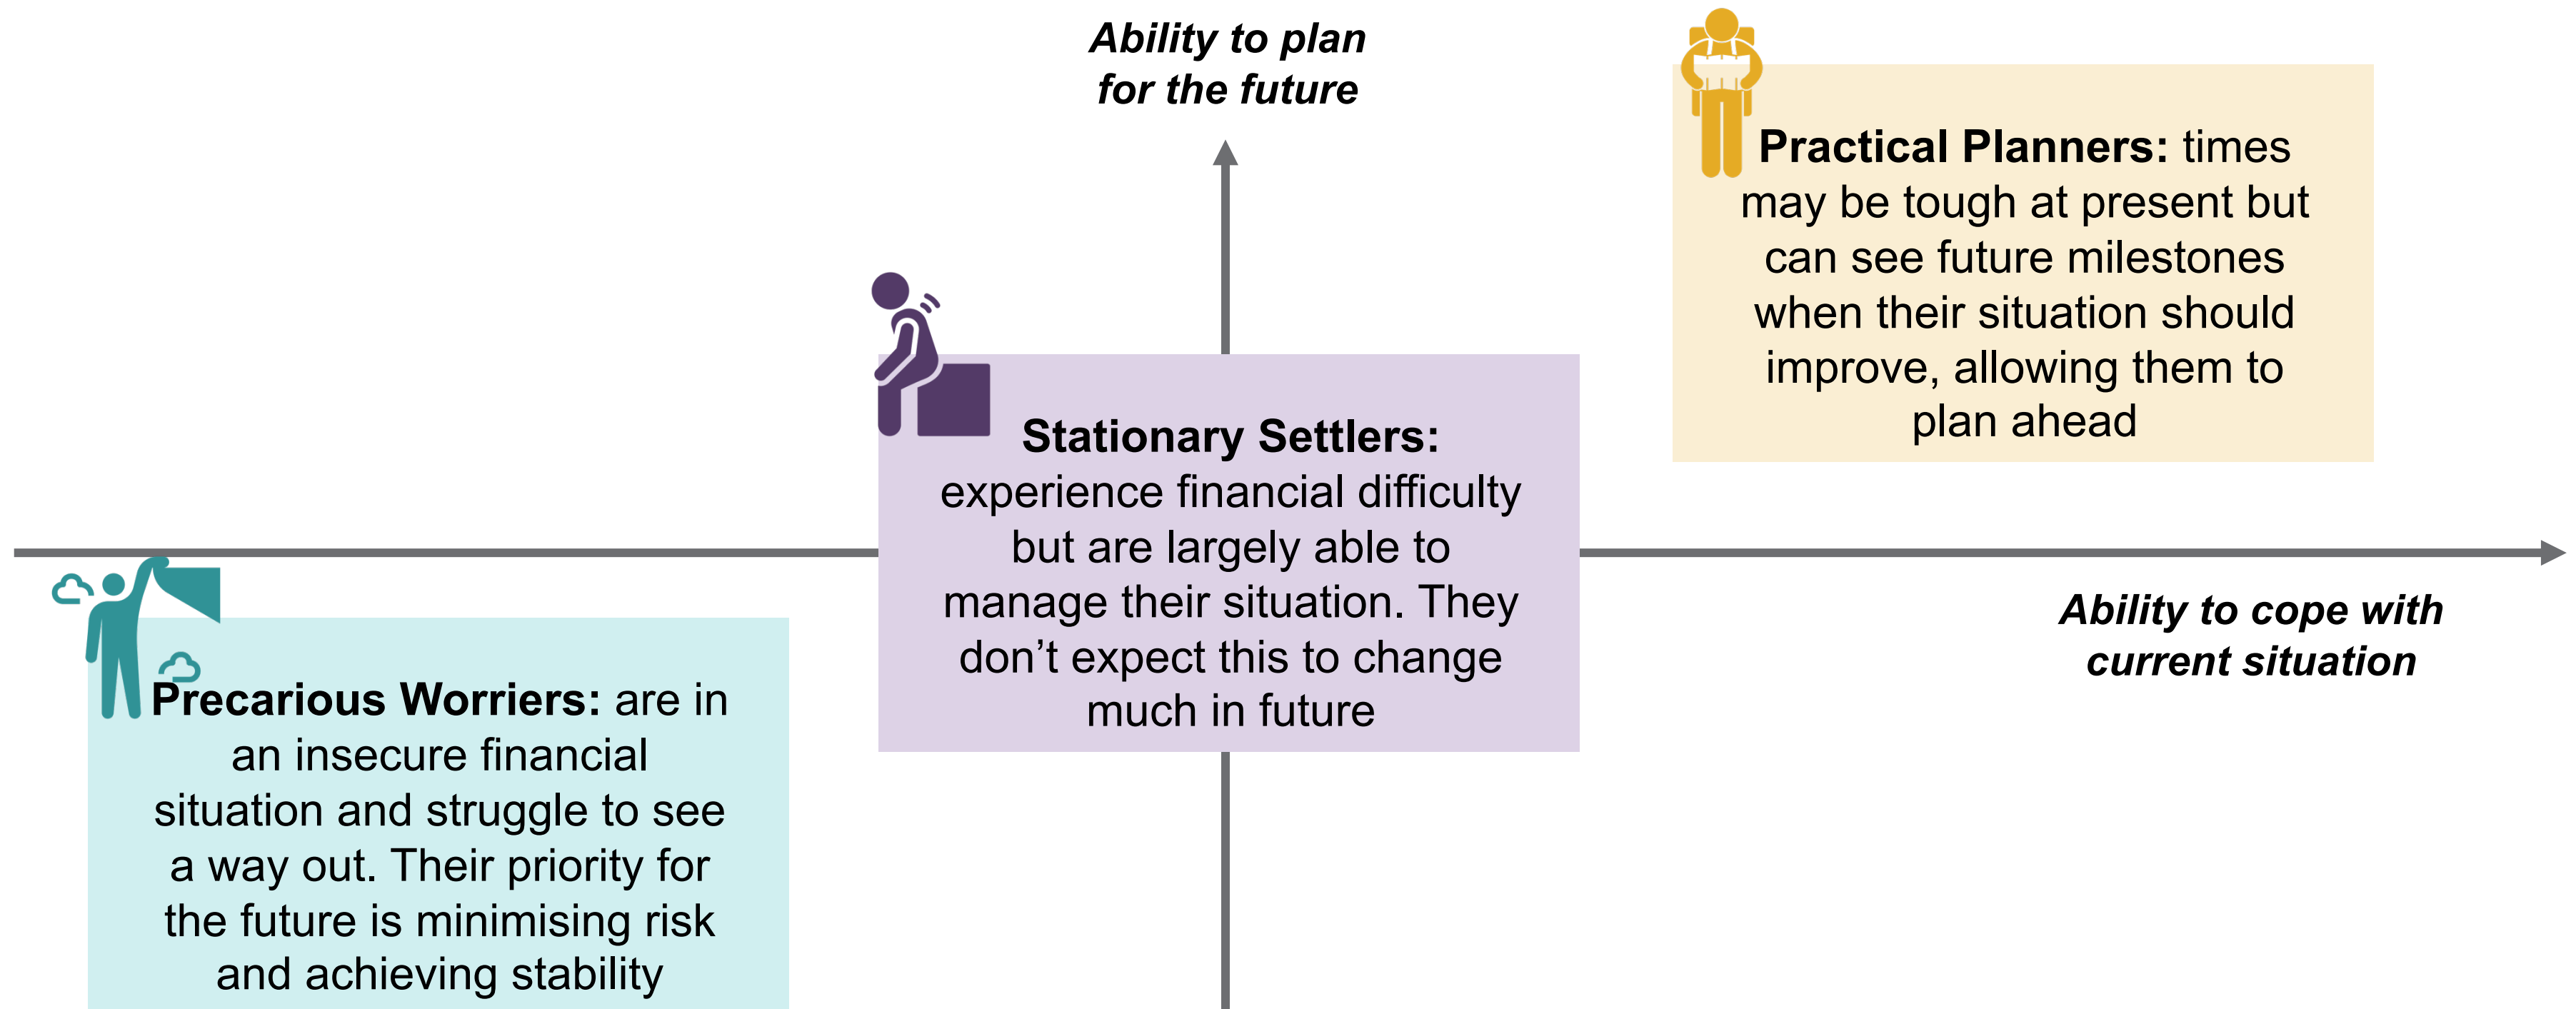 Ability to plan
for the future
Practical Planners: times
may be tough at present but
can see future milestones
when their situation should
improve, allowing them to
plan ahead
Stationary Settlers:
experience financial difficulty
but are largely able to
manage their situation. They
don’t expect this to change
much in future
Ability to cope with
current situation
Precarious Worriers: are in
an insecure financial
situation and struggle to see
a way out. Their priority for
the future is minimising risk
and achieving stability